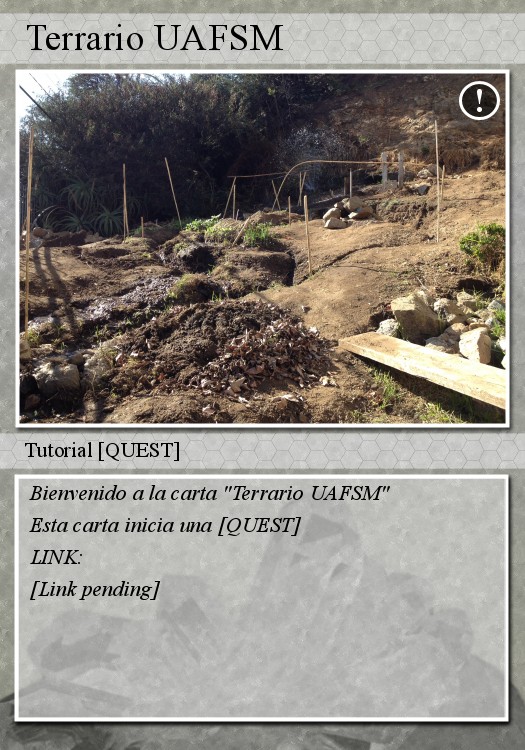 Terrario UAFSM
!
Tutorial [QUEST]
Bienvenido a la carta "Terrario UAFSM"
Esta carta inicia una [QUEST]
LINK:
[Link pending]